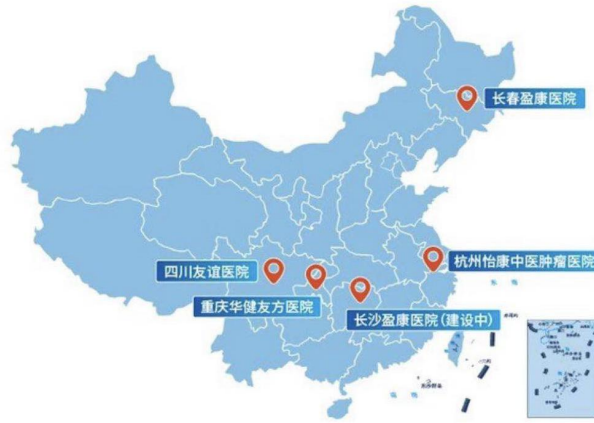 长春盈康医院
杭州怡康中医肿瘤医院
四川友谊医院
重庆华健友方医院
长沙盈康医院(建设中)